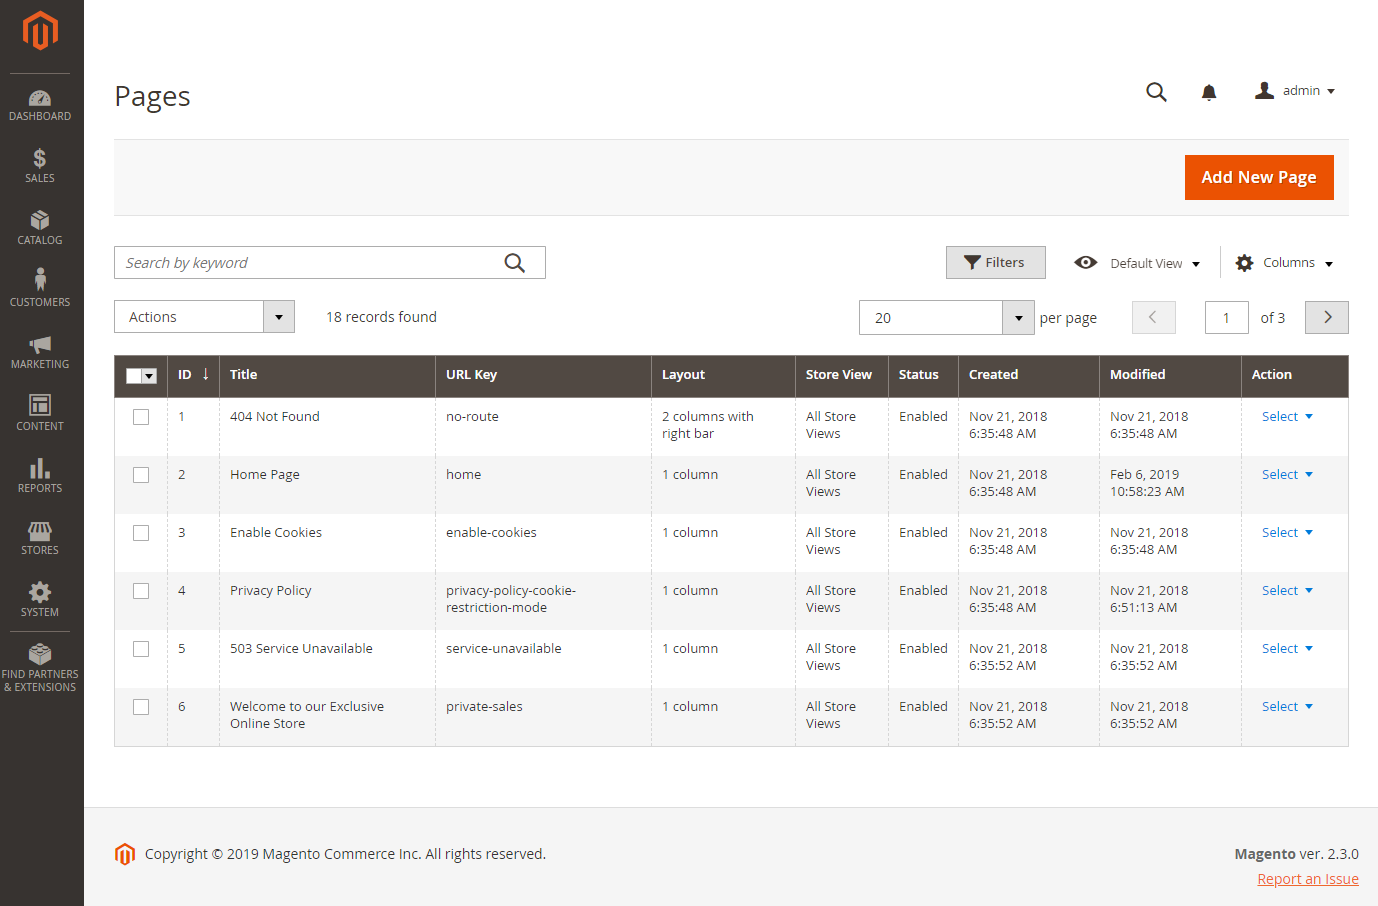 Pages
admin
DASHBOARD
SALES
CATALOG
CUSTOMERS
MARKETING
CONTENT
REPORTS
STORES
SYSTEM
FIND PARTNERS
& EXTENSIONS
Add New Page
Search by keyword
Filters
Default View
Columns
Actions
18 records found
20
per page
1
of 3
ID ↓ Title URL Key Layout Store View Status Created Modified Action
1 404 Not Found no-route 2 columns with All Store Enabled Nov 21, 2018 Nov 21, 2018 Select
right bar Views 6:35:48 AM 6:35:48 AM
2 Home Page home 1 column All Store Enabled Nov 21, 2018 Feb 6, 2019 Select
Views 6:35:48 AM 10:58:23 AM
3 Enable Cookies enable-cookies 1 column All Store Enabled Nov 21, 2018 Nov 21, 2018 Select
Views 6:35:48 AM 6:35:48 AM
4 Privacy Policy privacy-policy-cookie- 1 column All Store Enabled Nov 21, 2018 Nov 21, 2018 Select
restriction-mode Views 6:35:48 AM 6:51:13 AM
5 503 Service Unavailable service-unavailable 1 column All Store Enabled Nov 21, 2018 Nov 21, 2018 Select
Views 6:35:52 AM 6:35:52 AM
6 Welcome to our Exclusive private-sales 1 column All Store Enabled Nov 21, 2018 Nov 21, 2018 Select
Online Store Views 6:35:52 AM 6:35:52 AM
Copyright © 2019 Magento Commerce Inc. All rights reserved.
Magento ver. 2.3.0
Report an Issue